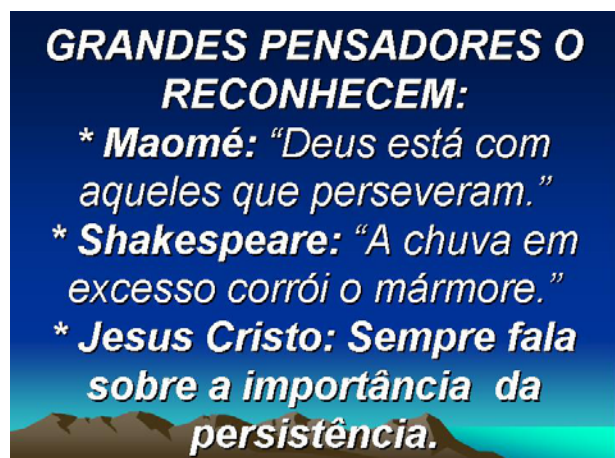 GRANDES PENSADORES O
RECONHECEM:
* Maomé: “Deus está com
aqueles que perseveram.”
* Shakespeare: “A chuva em
excesso corrói o mármore.”
* Jesus Cristo: Sempre fala
sobre a importância  da
persistência.